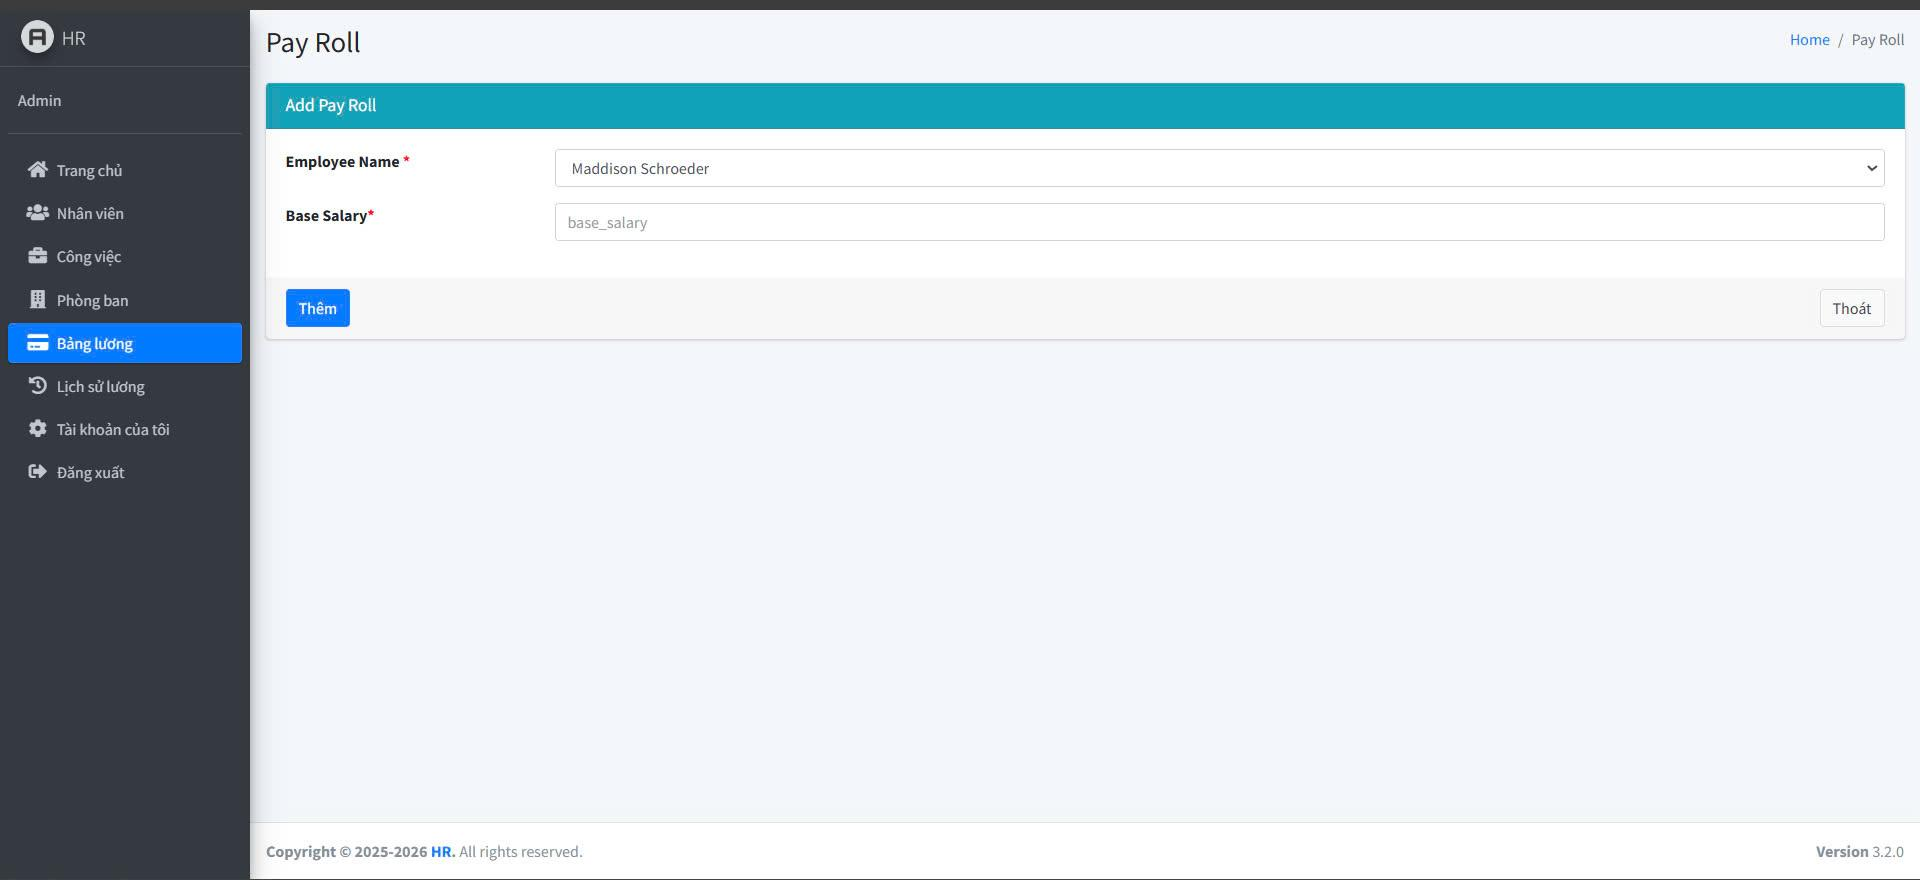 HR
Admin
Trang chủ
Nhân viên
Công việc
Phòng ban
Bảng lương
Lịch sử lương
Tài khoản của tôi
Đăng xuất
Pay Roll
Home / Pay Roll
Add Pay Roll
Employee Name *
Maddison Schroeder
Base Salary*
base_salary
Thêm
Thoát
Copyright © 2025-2026 HR. All rights reserved.
Version 3.2.0